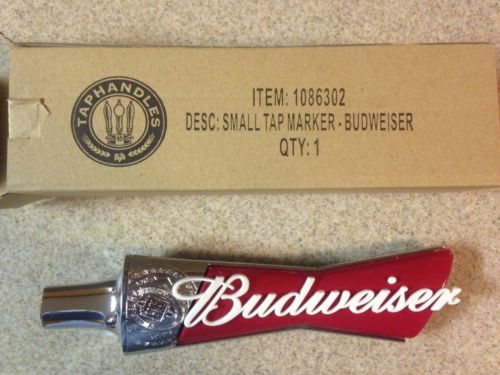 TAPHANDLES
ITEM: 1086302
DESC: SMALL TAP MARKER - BUDWEISER
QTY: 1
Budweiser